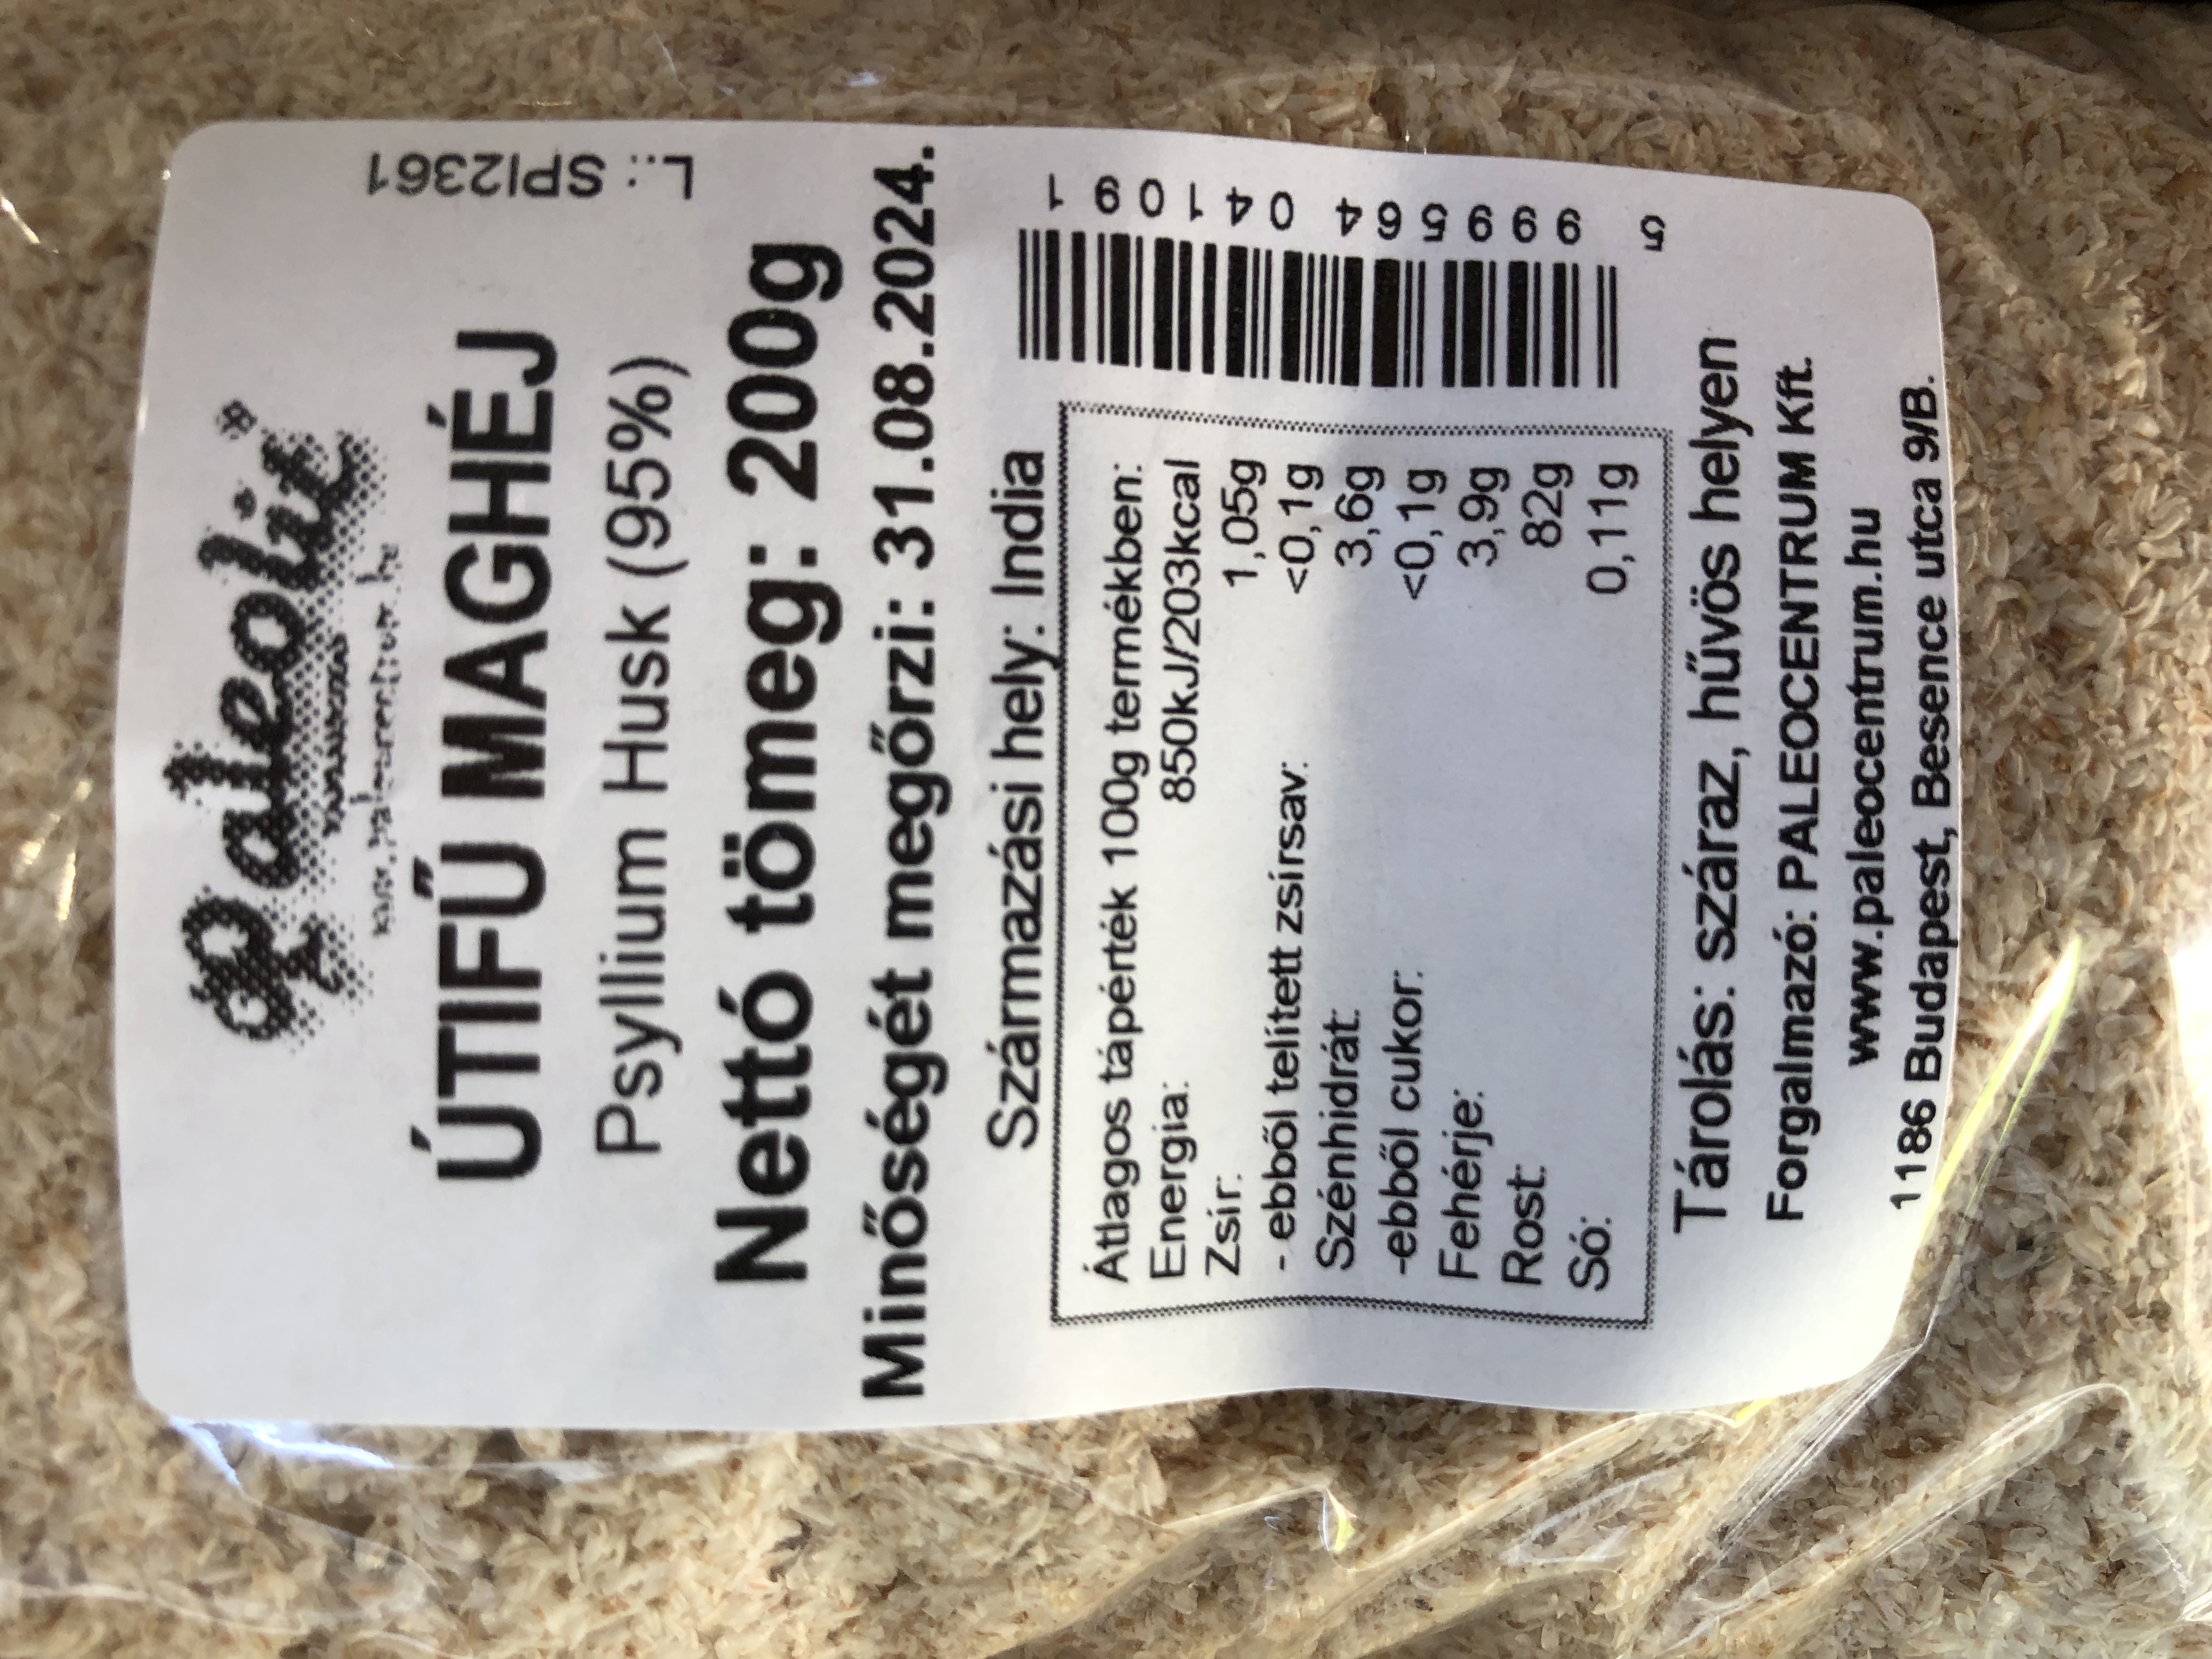 Paleolit®
www.paleocentrum.hu
L.: SPI2361
ÚTIFŰ MAGHÉJ
Psyllium Husk (95%)
Nettó tömeg: 200g
Minőségét megőrzi: 31.08.2024.
Származási hely: India
Átlagos tápérték 100g termékben:
Energia: 850kJ/203kcal
Zsír: 1,05g
- ebből telített zsírsav: <0,1g
Szénhidrát: 3,6g
-ebből cukor: <0,1g
Fehérje: 3,9g
Rost: 82g
Só: 0,11g
5 999564 041091
Tárolás: száraz, hűvös helyen
Forgalmazó: PALEOCENTRUM Kft.
www.paleocentrum.hu
1186 Budapest, Besence utca 9/B.